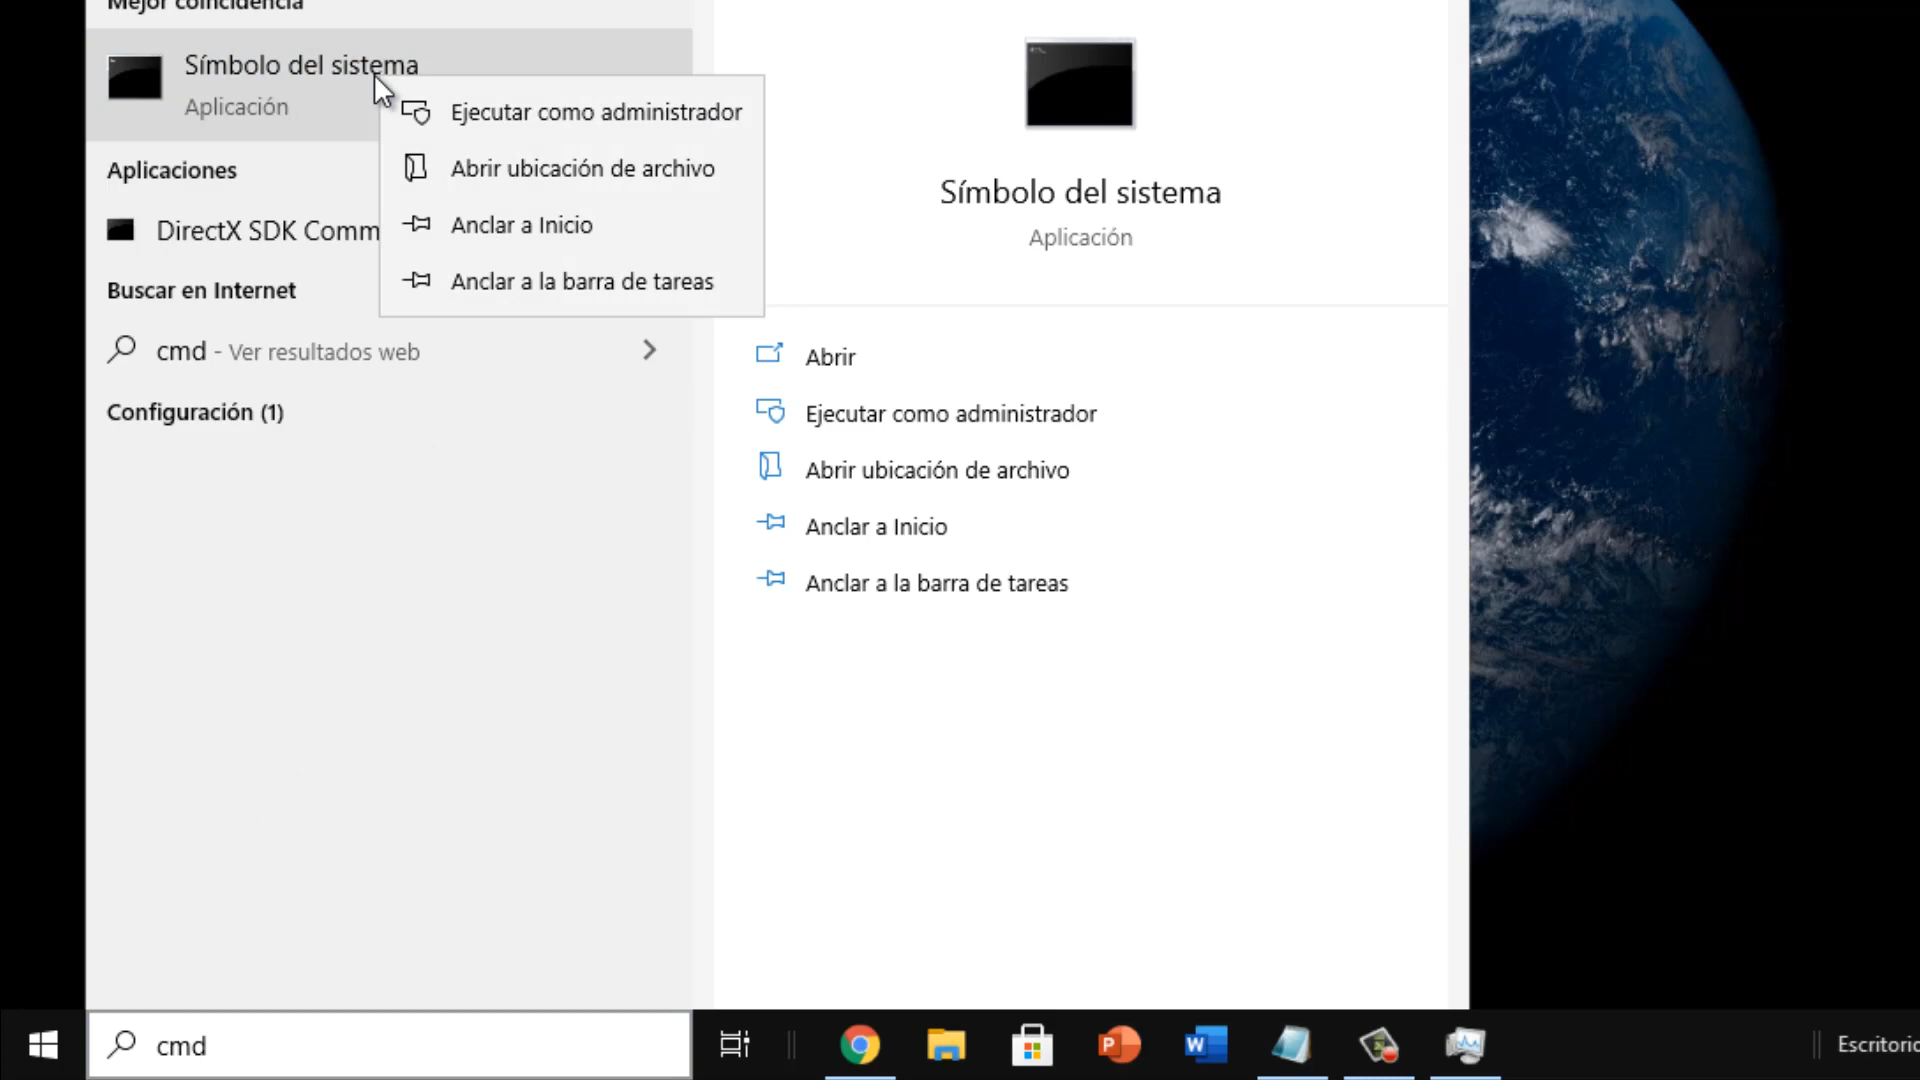 Mejor coincidencia
Símbolo del sistema
Aplicación
Ejecutar como administrador
Abrir ubicación de archivo
Anclar a Inicio
Anclar a la barra de tareas
Aplicaciones
DirectX SDK Comm
Buscar en Internet
cmd - Ver resultados web
Configuración (1)
Símbolo del sistema
Aplicación
Abrir
Ejecutar como administrador
Abrir ubicación de archivo
Anclar a Inicio
Anclar a la barra de tareas
cmd
P
W
Escritorio